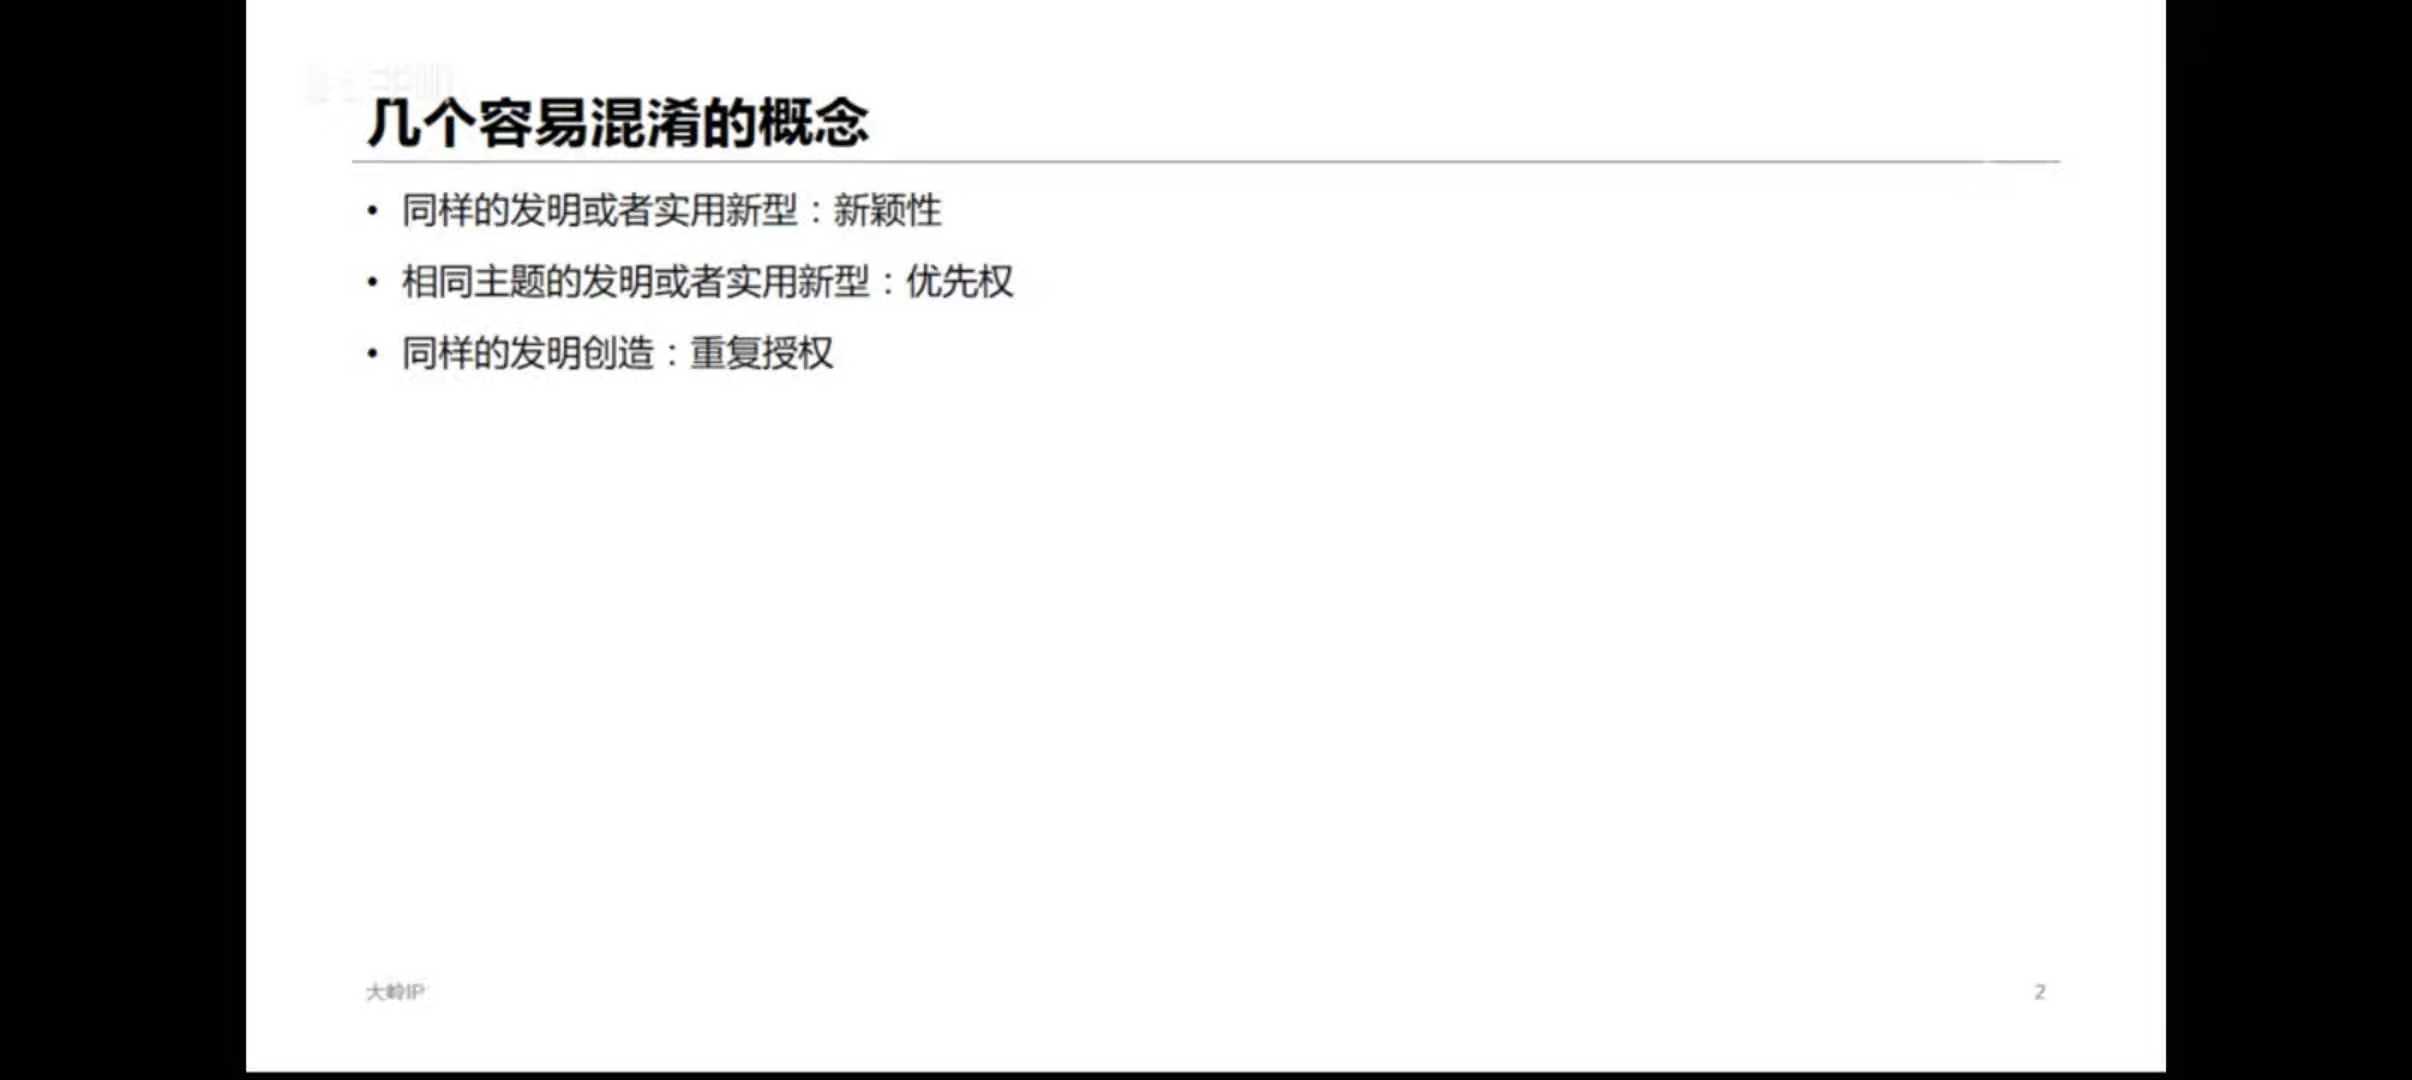 几个容易混淆的概念
• 同样的发明或者实用新型：新颖性
• 相同主题的发明或者实用新型：优先权
• 同样的发明创造：重复授权
大岭IP
2